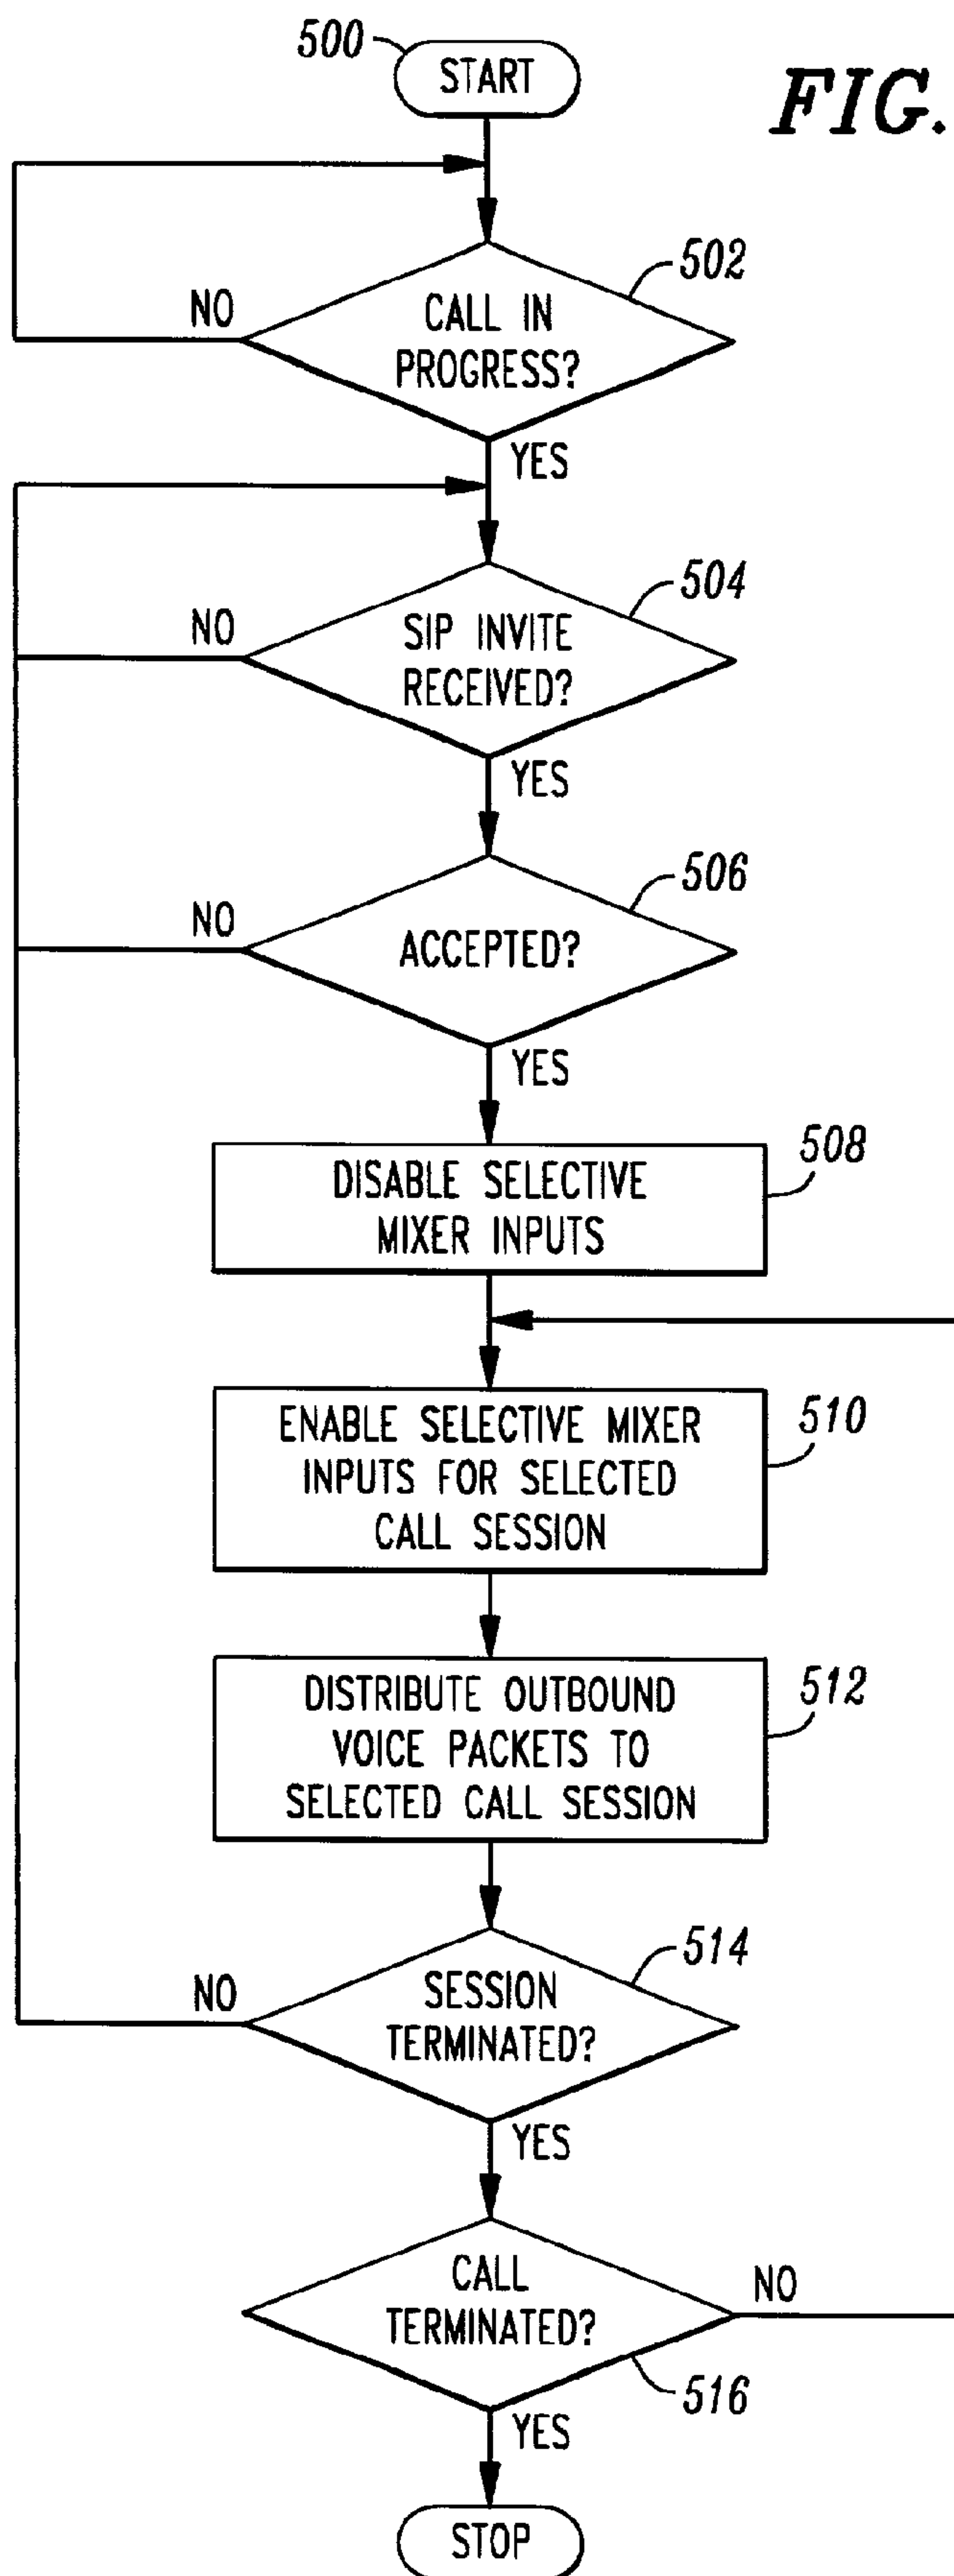 500
START
FIG.
502
NO
CALL IN
PROGRESS?
YES
504
NO
SIP INVITE
RECEIVED?
YES
506
NO
ACCEPTED?
YES
508
DISABLE SELECTIVE
MIXER INPUTS
510
ENABLE SELECTIVE MIXER
INPUTS FOR SELECTED
CALL SESSION
512
DISTRIBUTE OUTBOUND
VOICE PACKETS TO
SELECTED CALL SESSION
514
NO
SESSION
TERMINATED?
YES
CALL
TERMINATED?
NO
516
YES
STOP